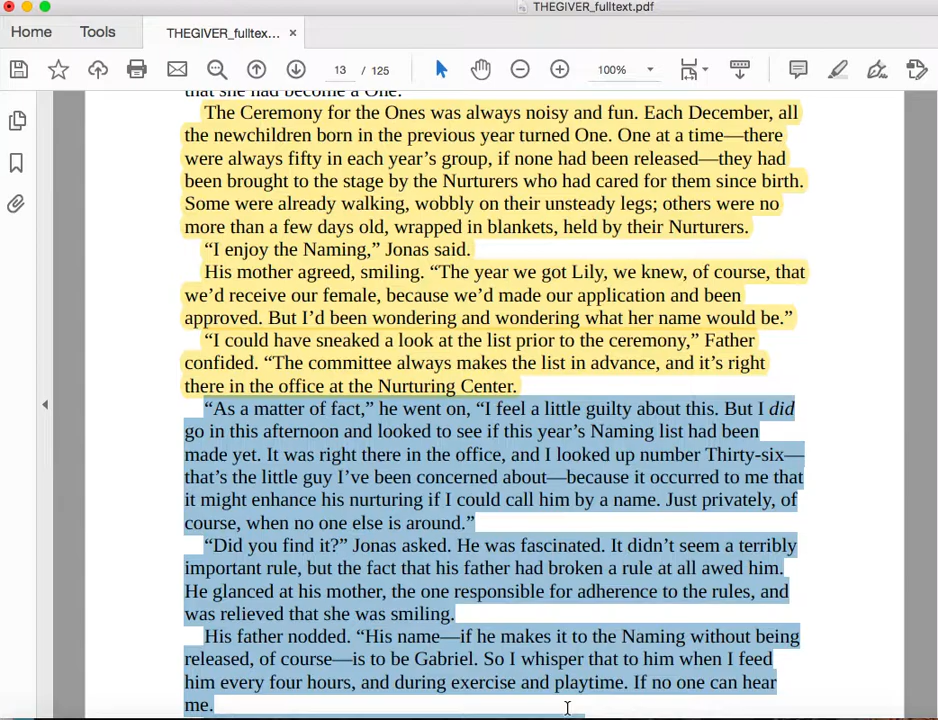 THEGIVER_fulltext.pdf
Home Tools THEGIVER_fulltex... ×
13 / 125 100%
that she had become a One.
The Ceremony for the Ones was always noisy and fun. Each December, all
the newchildren born in the previous year turned One. One at a time—there
were always fifty in each year’s group, if none had been released—they had
been brought to the stage by the Nurturers who had cared for them since birth.
Some were already walking, wobbly on their unsteady legs; others were no
more than a few days old, wrapped in blankets, held by their Nurturers.
“I enjoy the Naming,” Jonas said.
His mother agreed, smiling. “The year we got Lily, we knew, of course, that
we’d receive our female, because we’d made our application and been
approved. But I’d been wondering and wondering what her name would be.”
“I could have sneaked a look at the list prior to the ceremony,” Father
confided. “The committee always makes the list in advance, and it’s right
there in the office at the Nurturing Center.
“As a matter of fact,” he went on, “I feel a little guilty about this. But I did
go in this afternoon and looked to see if this year’s Naming list had been
made yet. It was right there in the office, and I looked up number Thirty-six—
that’s the little guy I’ve been concerned about—because it occurred to me that
it might enhance his nurturing if I could call him by a name. Just privately, of
course, when no one else is around.”
“Did you find it?” Jonas asked. He was fascinated. It didn’t seem a terribly
important rule, but the fact that his father had broken a rule at all awed him.
He glanced at his mother, the one responsible for adherence to the rules, and
was relieved that she was smiling.
His father nodded. “His name—if he makes it to the Naming without being
released, of course—is to be Gabriel. So I whisper that to him when I feed
him every four hours, and during exercise and playtime. If no one can hear
me.